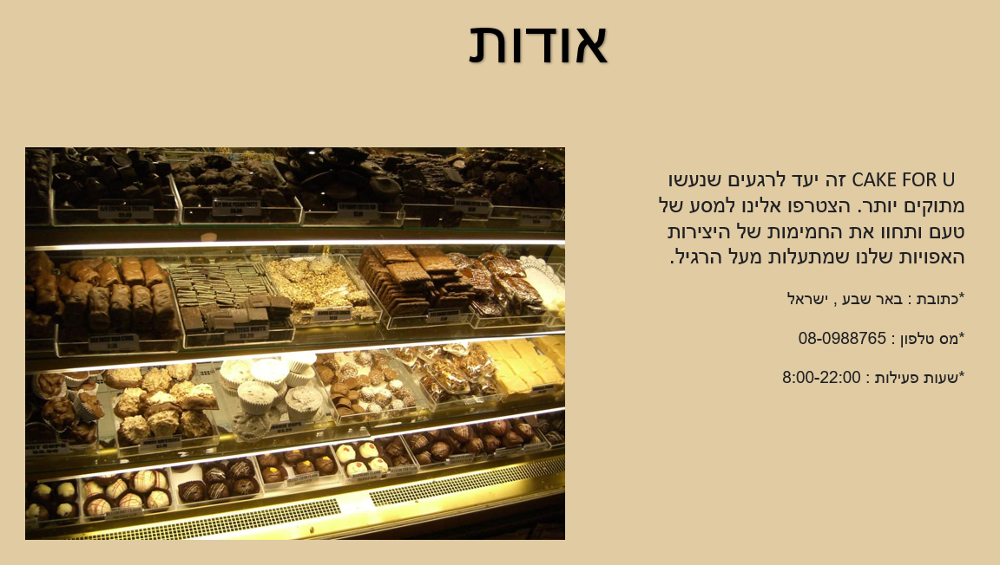 אודות
CAKE FOR U זה יעד לרגעים שנעשו
מתוקים יותר. הצטרפו אלינו למסע של
טעם ותחוו את החמימות של היצירות
האפויות שלנו שמתעלות מעל הרגיל.
*כתובת : באר שבע , ישראל
*מס טלפון : 08-0988765
*שעות פעילות : 8:00-22:00